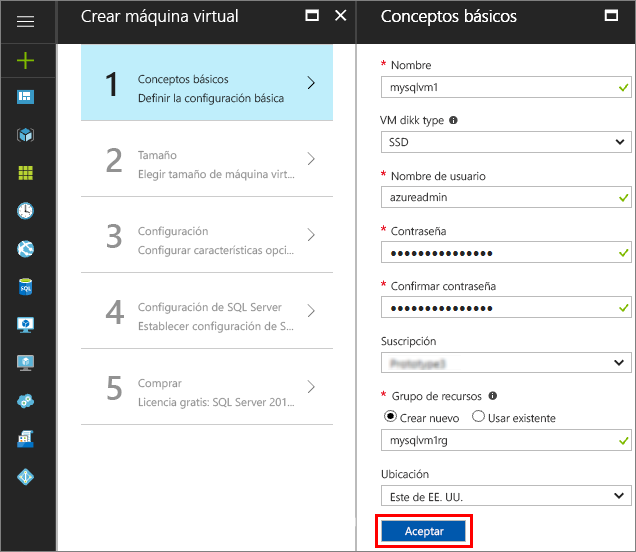 Crear máquina virtual
1
Conceptos básicos
Definir la configuración básica
2
Tamaño
Elegir tamaño de máquina virt...
3
Configuración
Configurar caracteristicas opci...
4
Configuración de SQL Server
Establecer configuración de S...
5
Comprar
Licencia gratis: SQL Server 201...
Conceptos básicos
* Nombre
mysqlvm1
VM dikk type
SSD
* Nombre de usuario
azureadmin
* Contraseña
* Confirmar contraseña
Suscripción
Prototype3
* Grupo de recursos
Crear nuevo Usar existente
mysqlvm1rg
Ubicación
Este de EE. UU.
Aceptar
SQL